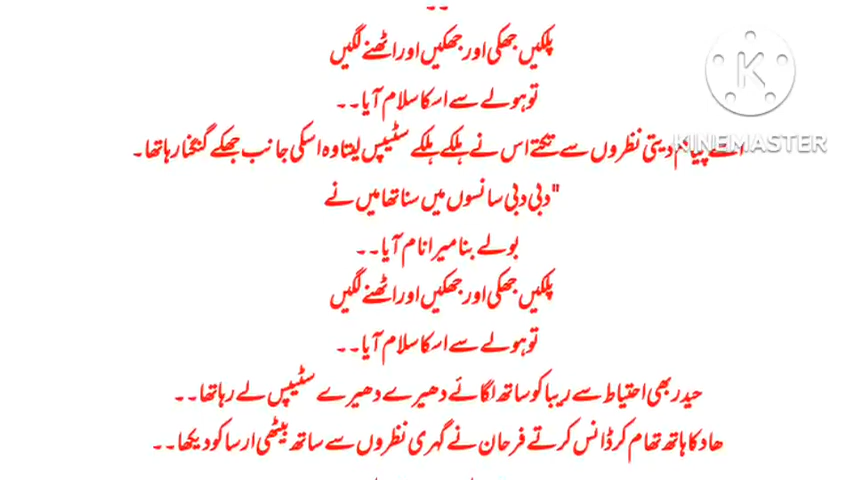 پلکیں جھکی اور جھکیں اور اٹھنے لگیں
تو ہولے سے اسکا سلام آیا۔۔
اسے پیام دیتی نظروں سے تکتے اس نے ہلکے ہلکے سٹیپس لیتا وہ اسکی جانب جھکے گنگنا رہا تھا۔
"دبی دبی سانسوں میں سنا تھا میں نے
بولے بنا میرا نام آیا۔۔
پلکیں جھکی اور جھکیں اور اٹھنے لگیں
تو ہولے سے اسکا سلام آیا۔۔
حیدر بھی احتیاط سے ریبا کو ساتھ لگائے دھیرے دھیرے سٹیپس لے رہا تھا۔۔
ھاد کا ہاتھ تھام کر ڈانس کرتے فرحان نے گہری نظروں سے ساتھ بیٹھی ارسا کو دیکھا۔۔
K
KINEMASTER